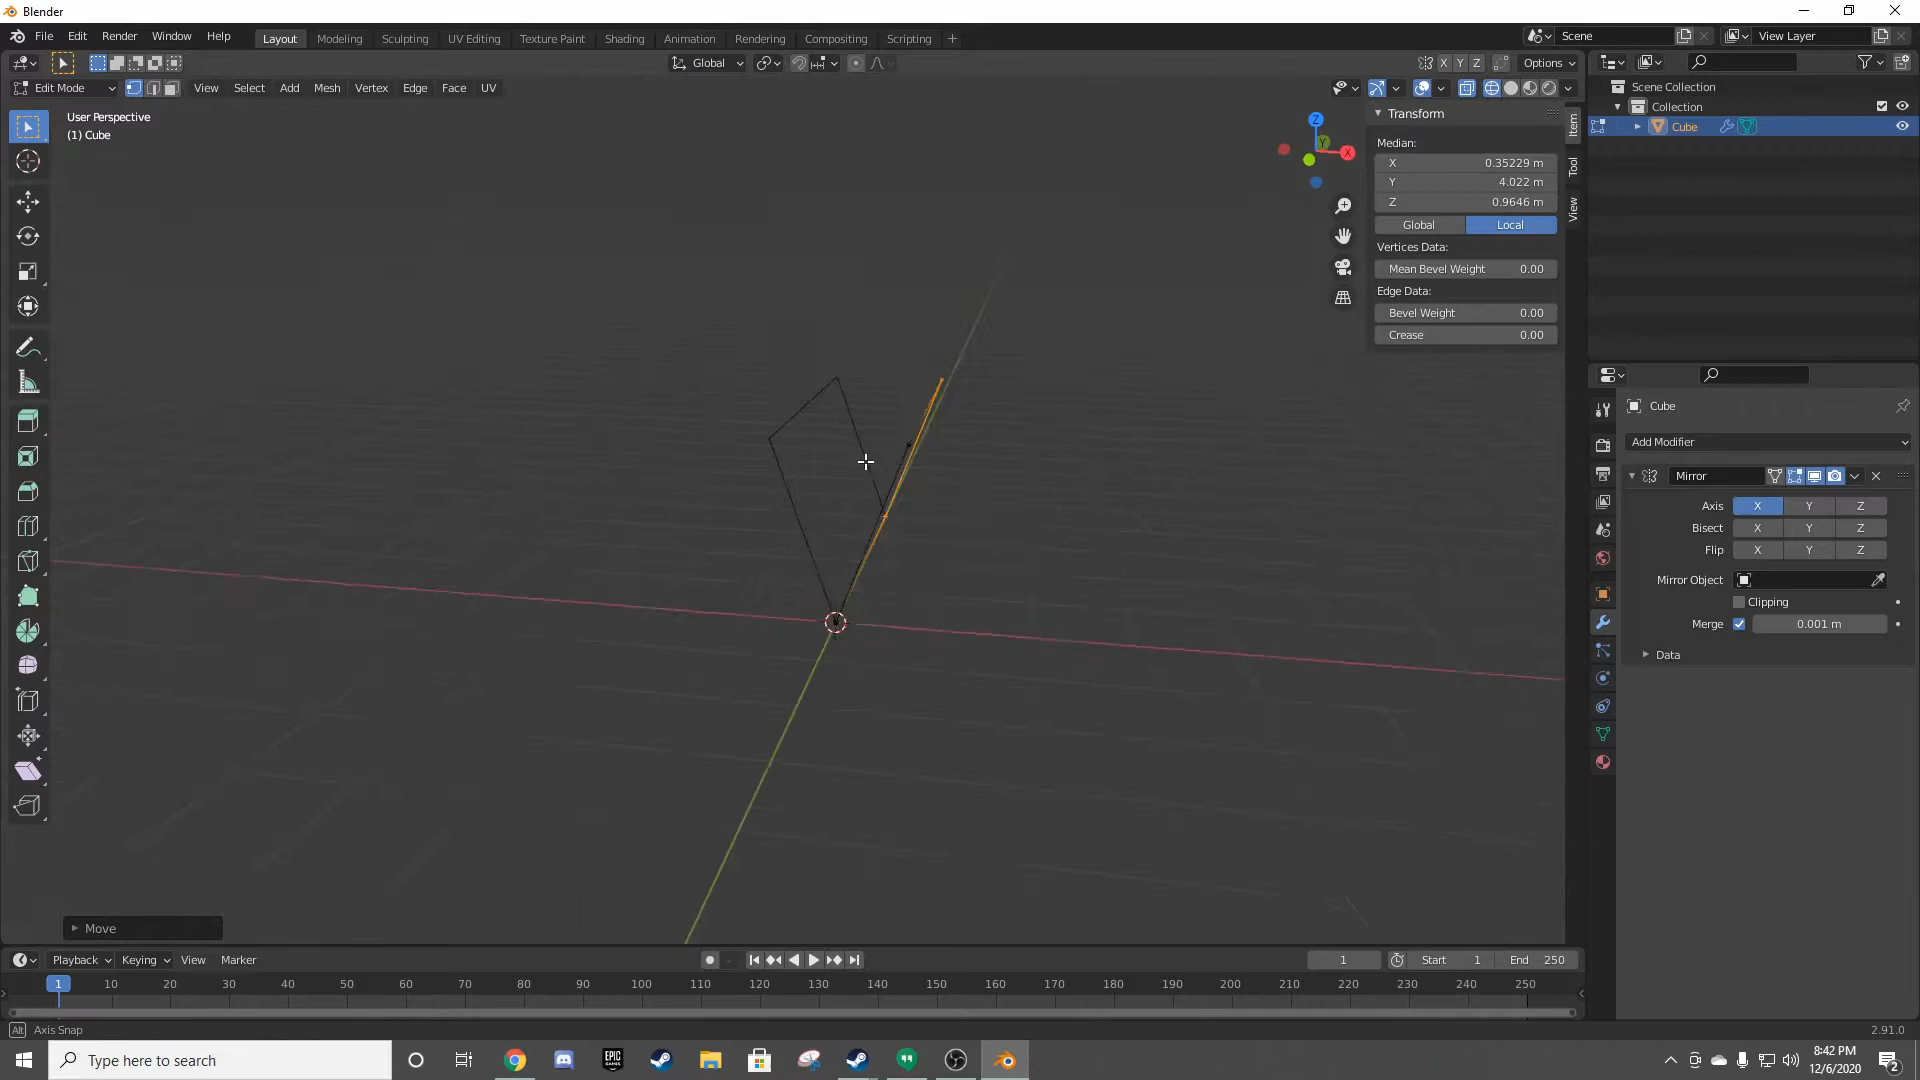 Blender
File Edit Render Window Help Layout Modeling Sculpting UV Editing Texture Paint Shading Animation Rendering Compositing Scripting + Scene View Layer
Global X Y Z Options
Edit Mode View Select Add Mesh Vertex Edge Face UV
User Perspective
(1) Cube
Z
Y
X
Transform
Median:
X 0.35229 m
Y 4.022 m
Z 0.9646 m
Global Local
Vertices Data:
Mean Bevel Weight 0.00
Edge Data:
Bevel Weight 0.00
Crease 0.00
Item
Tool
View
Scene Collection
Collection
Cube
Cube
Add Modifier
Mirror
Axis X Y Z
Bisect X Y Z
Flip X Y Z
Mirror Object
Clipping
Merge 0.001 m
Data
Move
Playback Keying View Marker 1 Start 1 End 250
1 10 20 30 40 50 60 70 80 90 100 110 120 130 140 150 160 170 180 190 200 210 220 230 240 250
Alt Axis Snap 2.91.0
Type here to search
EPIC GAMES
8:42 PM
12/6/2020
2